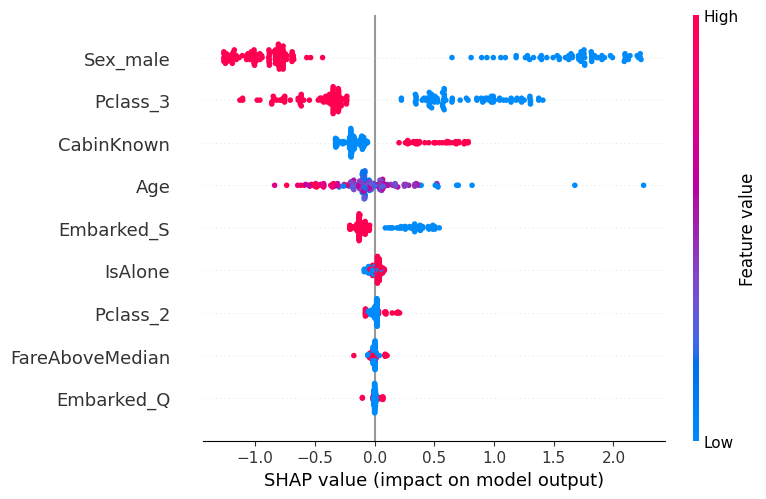 High
Sex_male
Pclass_3
CabinKnown
Age
Embarked_S
IsAlone
Pclass_2
FareAboveMedian
Embarked_Q
Feature value
Low
−1.0 −0.5 0.0 0.5 1.0 1.5 2.0
SHAP value (impact on model output)